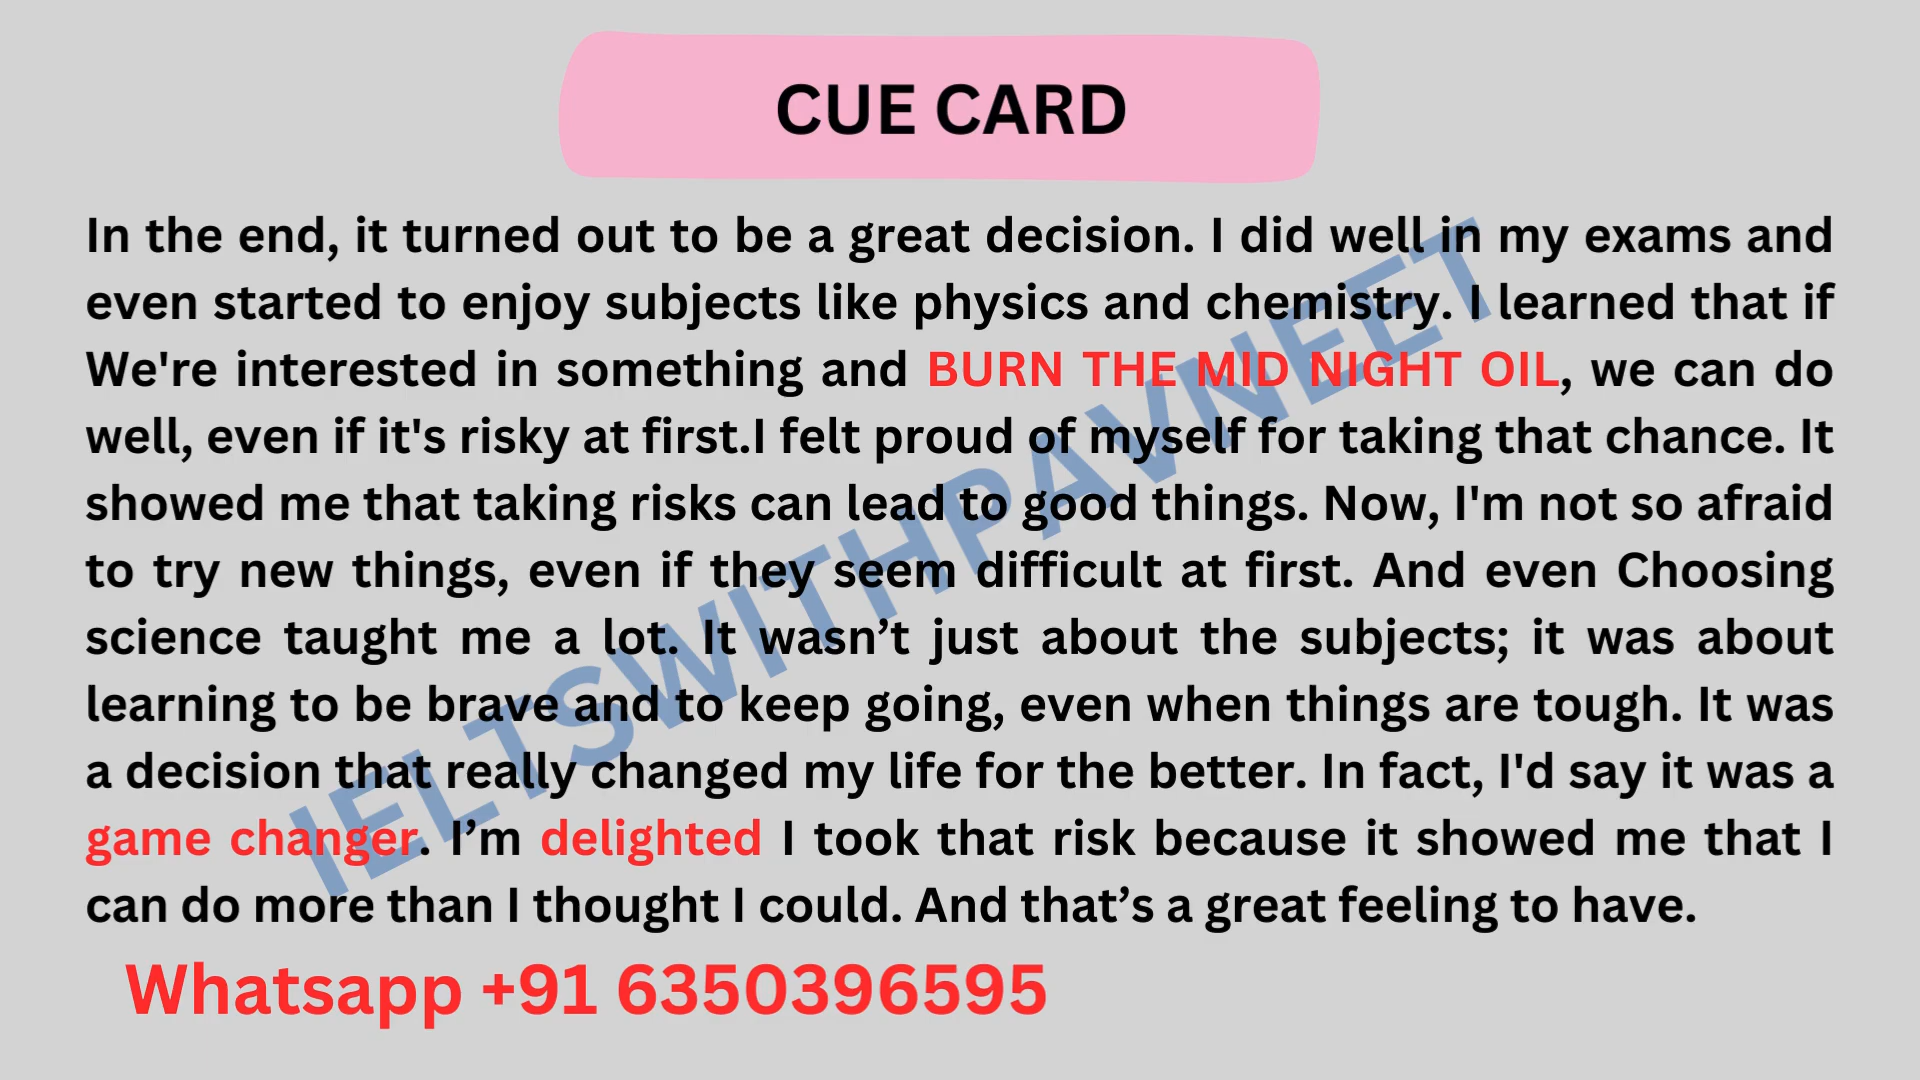 CUE CARD
In the end, it turned out to be a great decision. I did well in my exams and
even started to enjoy subjects like physics and chemistry. I learned that if
We're interested in something and BURN THE MID NIGHT OIL, we can do
well, even if it's risky at first.I felt proud of myself for taking that chance. It
showed me that taking risks can lead to good things. Now, I'm not so afraid
to try new things, even if they seem difficult at first. And even Choosing
science taught me a lot. It wasn’t just about the subjects; it was about
learning to be brave and to keep going, even when things are tough. It was
a decision that really changed my life for the better. In fact, I'd say it was a
game changer. I’m delighted I took that risk because it showed me that I
can do more than I thought I could. And that’s a great feeling to have.
Whatsapp +91 6350396595
IELTSWITHPAVNEET